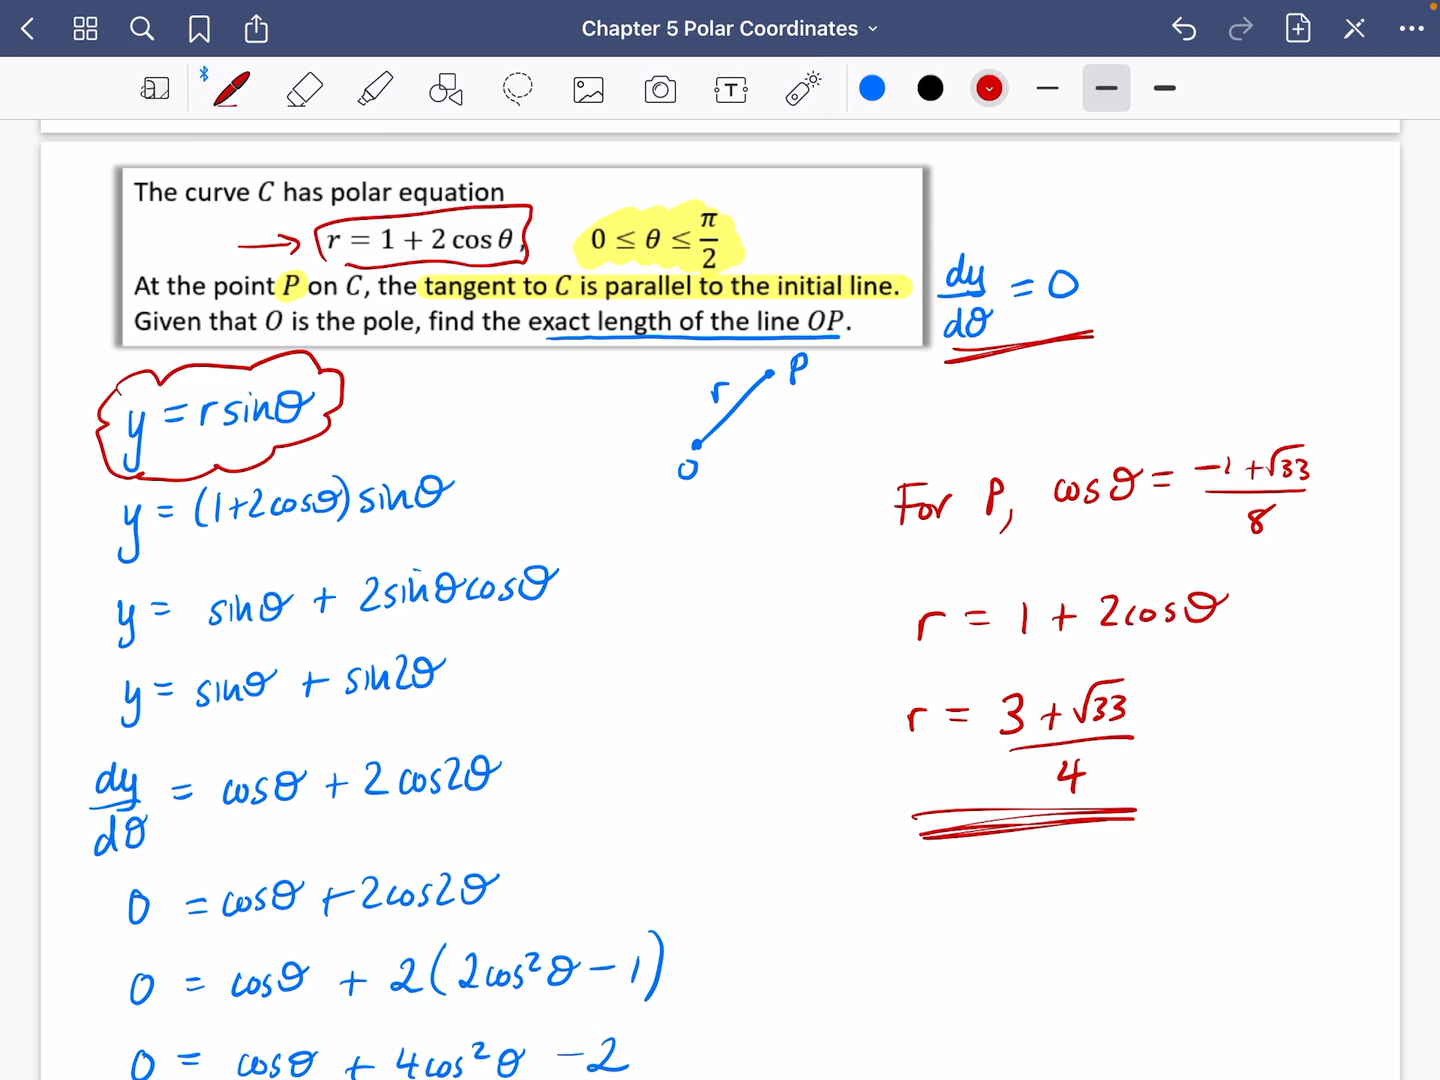 Chapter 5 Polar Coordinates
The curve C has polar equation
→ r = 1 + 2 cos θ, 0 ≤ θ ≤ π/2
At the point P on C, the tangent to C is parallel to the initial line.
Given that O is the pole, find the exact length of the line OP.
dy/dθ = 0
y = r sinθ
r P
O
y = (1+2cosθ) sinθ
y = sinθ + 2sinθcosθ
y = sinθ + sin2θ
dy/dθ = cosθ + 2 cos2θ
0 = cosθ + 2cos2θ
0 = cosθ + 2(2cos²θ − 1)
0 = cosθ + 4cos²θ − 2
For P, cosθ = (−1 + √33)/8
r = 1 + 2cosθ
r = (3 + √33)/4